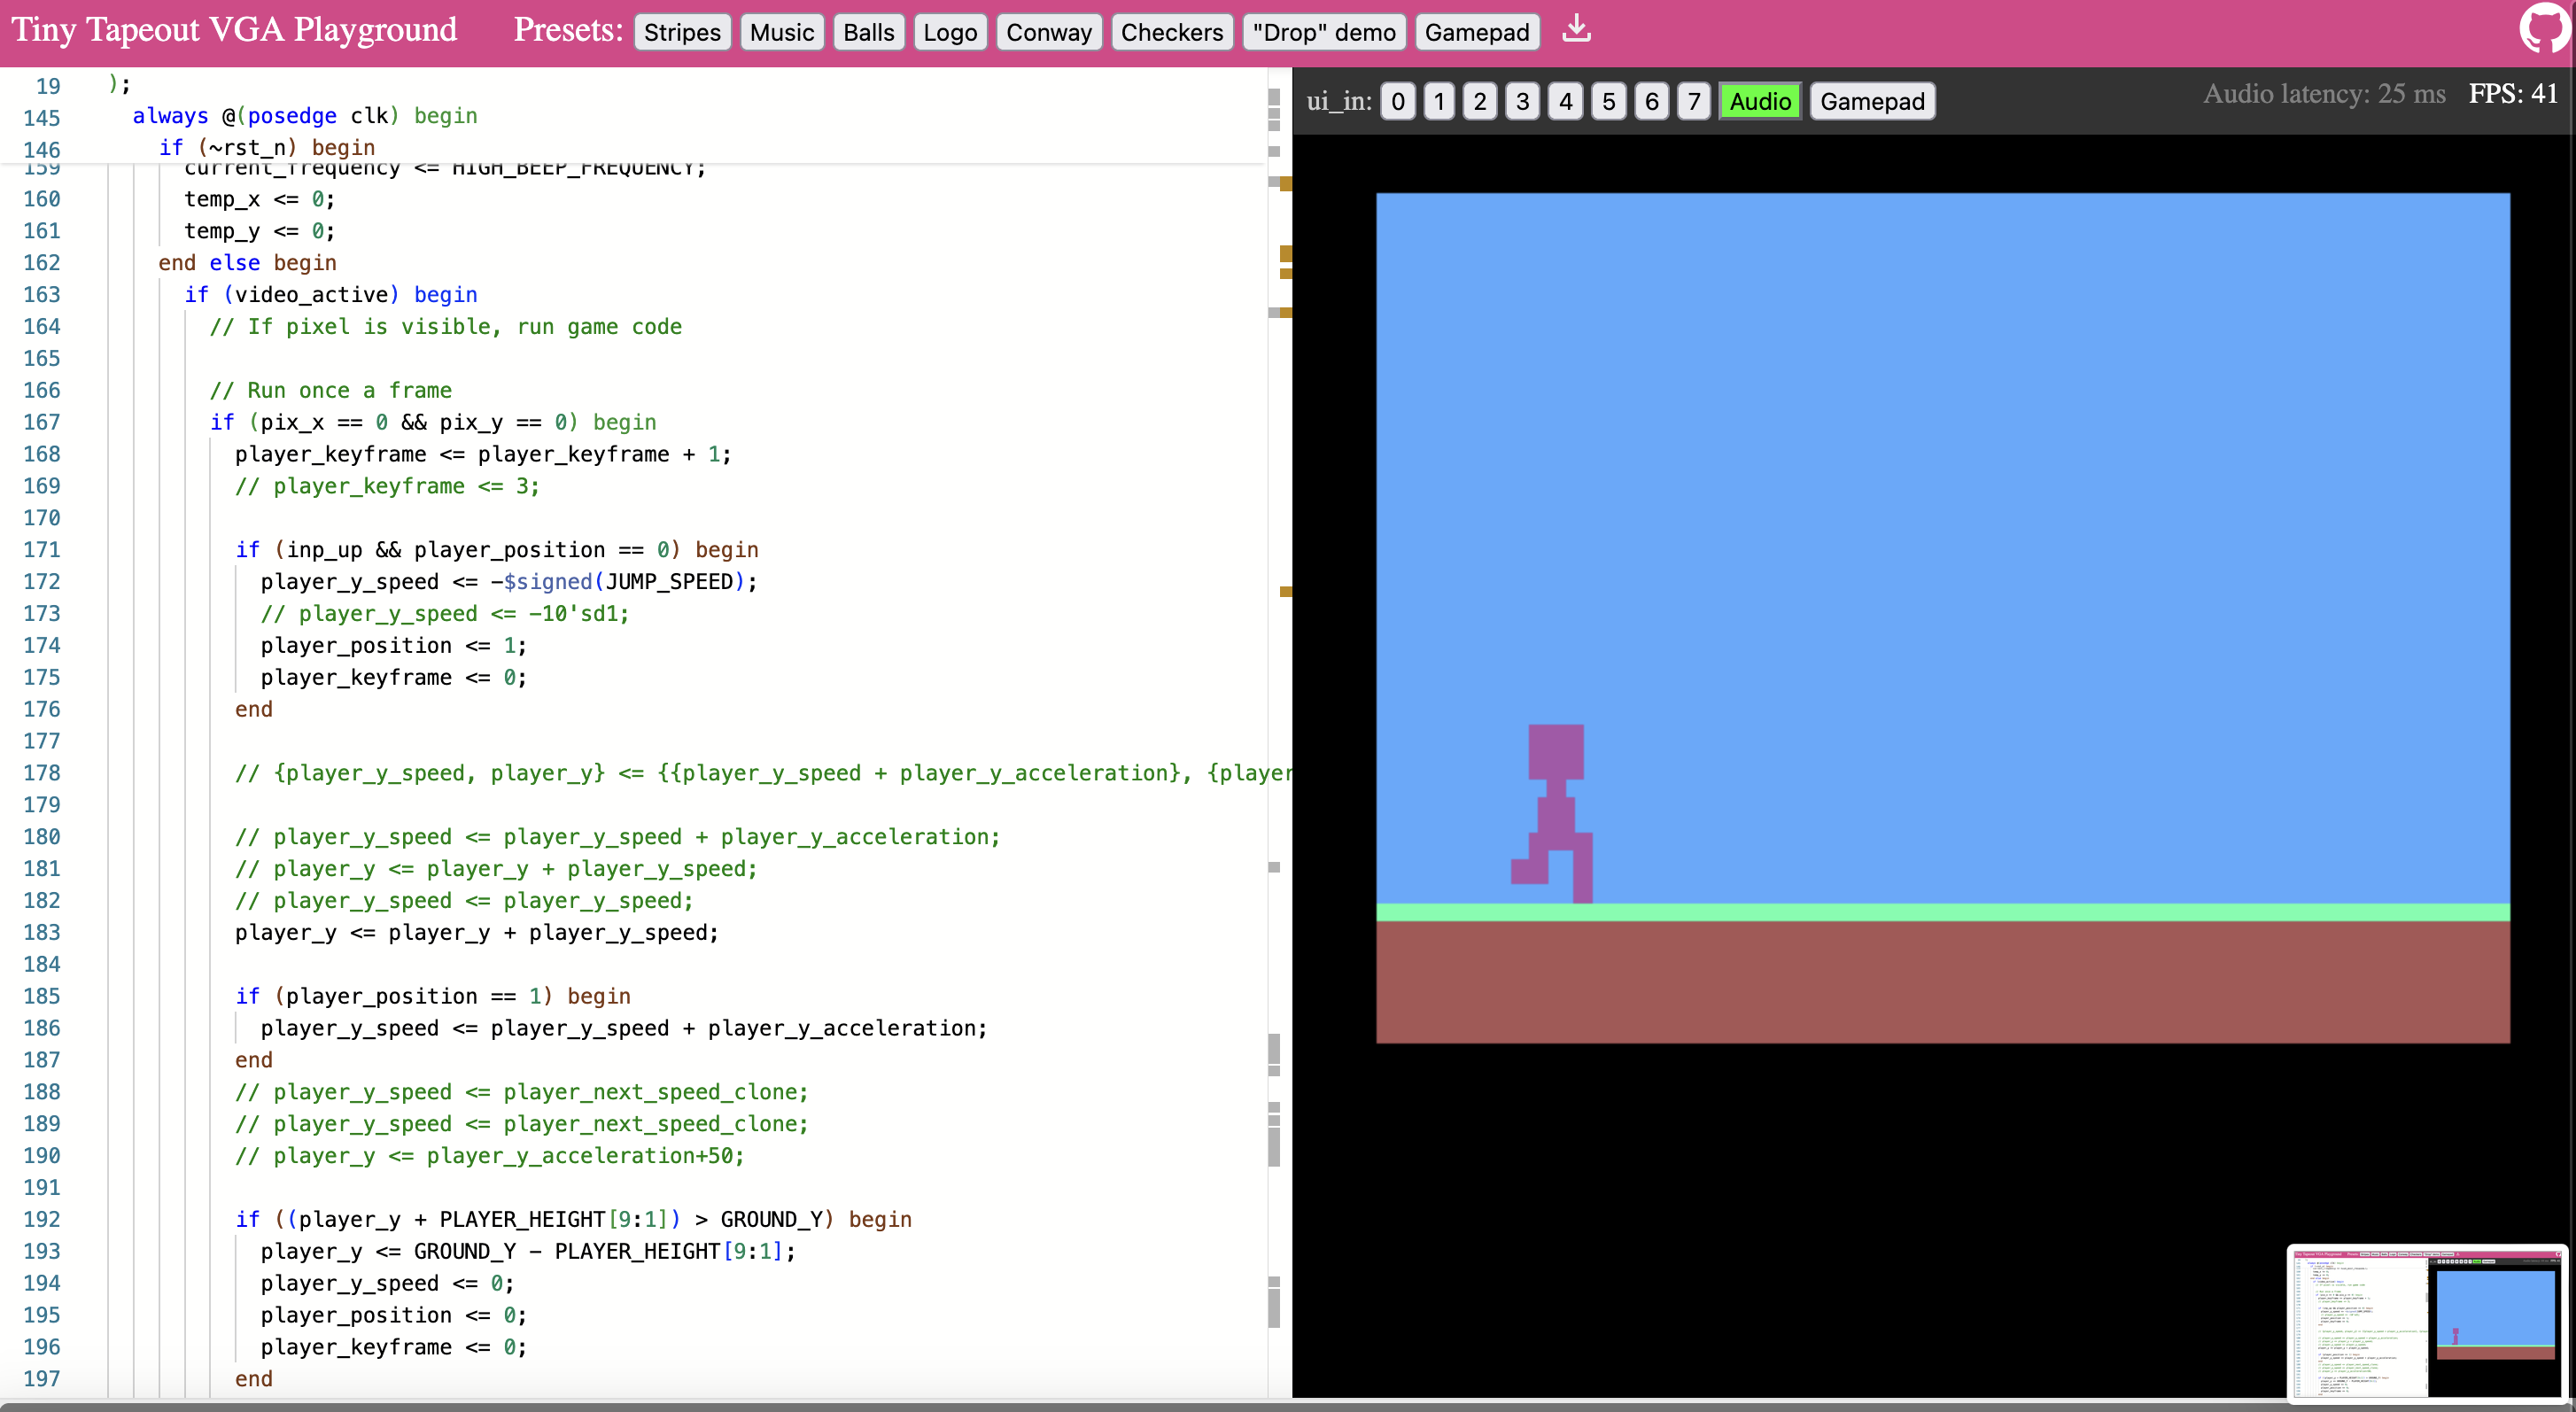 Tiny Tapeout VGA Playground Presets: Stripes Music Balls Logo Conway Checkers "Drop" demo Gamepad
ui_in: 0 1 2 3 4 5 6 7 Audio Gamepad Audio latency: 25 ms FPS: 41
19 );
145 always @(posedge clk) begin
146 if (~rst_n) begin
159 current_frequency <= HIGH_BEEP_FREQUENCY;
160 temp_x <= 0;
161 temp_y <= 0;
162 end else begin
163 if (video_active) begin
164 // If pixel is visible, run game code
165
166 // Run once a frame
167 if (pix_x == 0 && pix_y == 0) begin
168 player_keyframe <= player_keyframe + 1;
169 // player_keyframe <= 3;
170
171 if (inp_up && player_position == 0) begin
172 player_y_speed <= -$signed(JUMP_SPEED);
173 // player_y_speed <= -10'sd1;
174 player_position <= 1;
175 player_keyframe <= 0;
176 end
177
178 // {player_y_speed, player_y} <= {{player_y_speed + player_y_acceleration}, {player
179
180 // player_y_speed <= player_y_speed + player_y_acceleration;
181 // player_y <= player_y + player_y_speed;
182 // player_y_speed <= player_y_speed;
183 player_y <= player_y + player_y_speed;
184
185 if (player_position == 1) begin
186 player_y_speed <= player_y_speed + player_y_acceleration;
187 end
188 // player_y_speed <= player_next_speed_clone;
189 // player_y_speed <= player_next_speed_clone;
190 // player_y <= player_y_acceleration+50;
191
192 if ((player_y + PLAYER_HEIGHT[9:1]) > GROUND_Y) begin
193 player_y <= GROUND_Y - PLAYER_HEIGHT[9:1];
194 player_y_speed <= 0;
195 player_position <= 0;
196 player_keyframe <= 0;
197 end